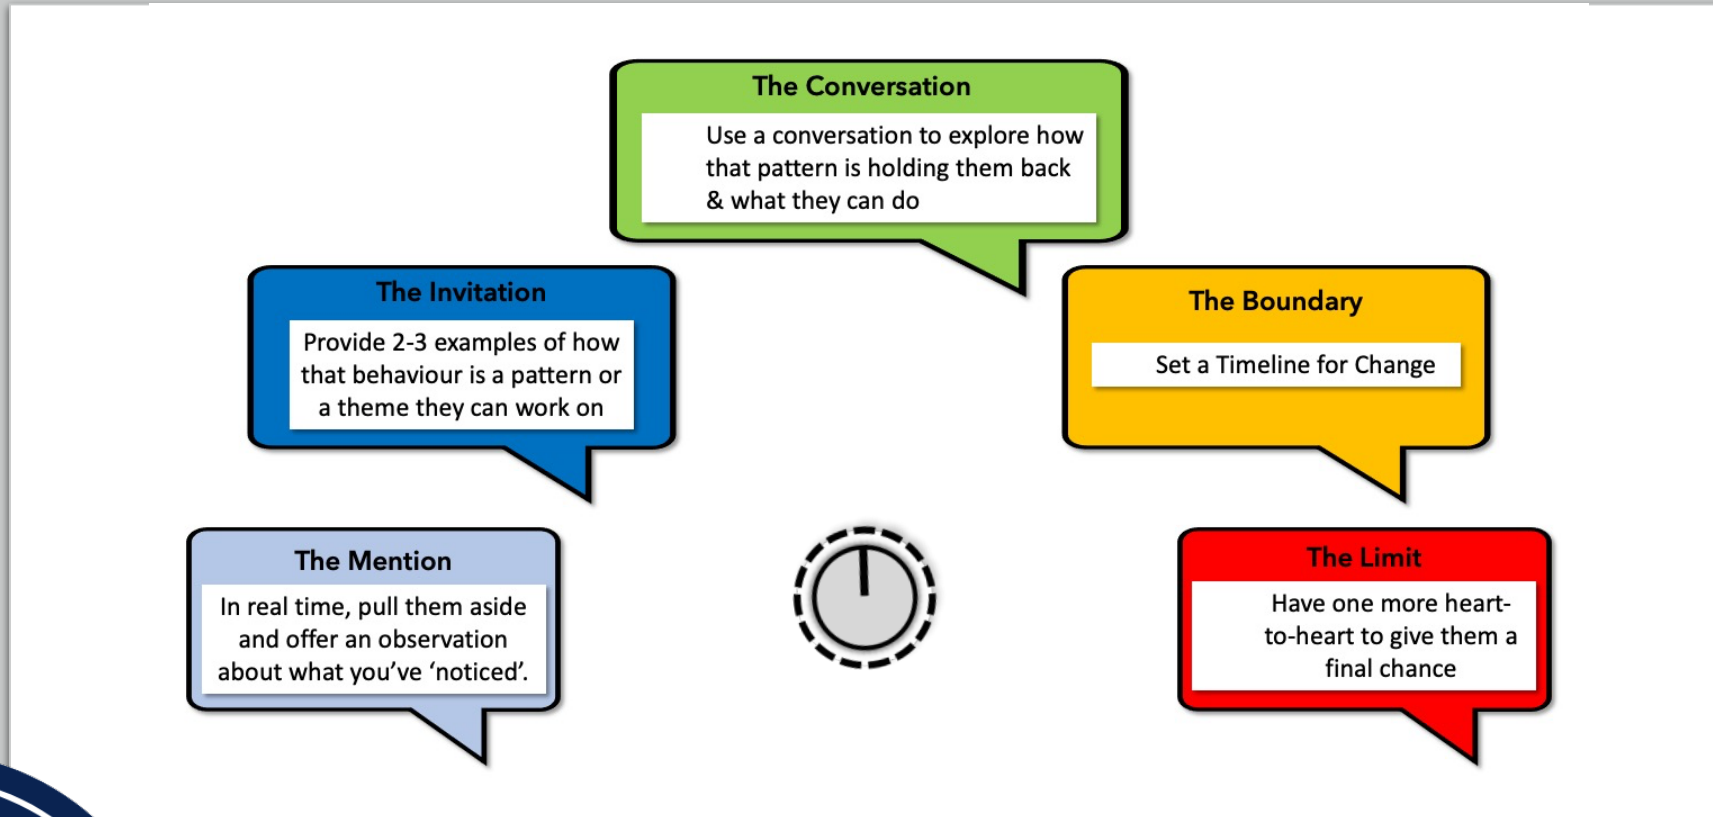 The Conversation
Use a conversation to explore how
that pattern is holding them back
& what they can do
The Invitation
Provide 2-3 examples of how
that behaviour is a pattern or
a theme they can work on
The Boundary
Set a Timeline for Change
The Mention
In real time, pull them aside
and offer an observation
about what you’ve ‘noticed’.
The Limit
Have one more heart-
to-heart to give them a
final chance